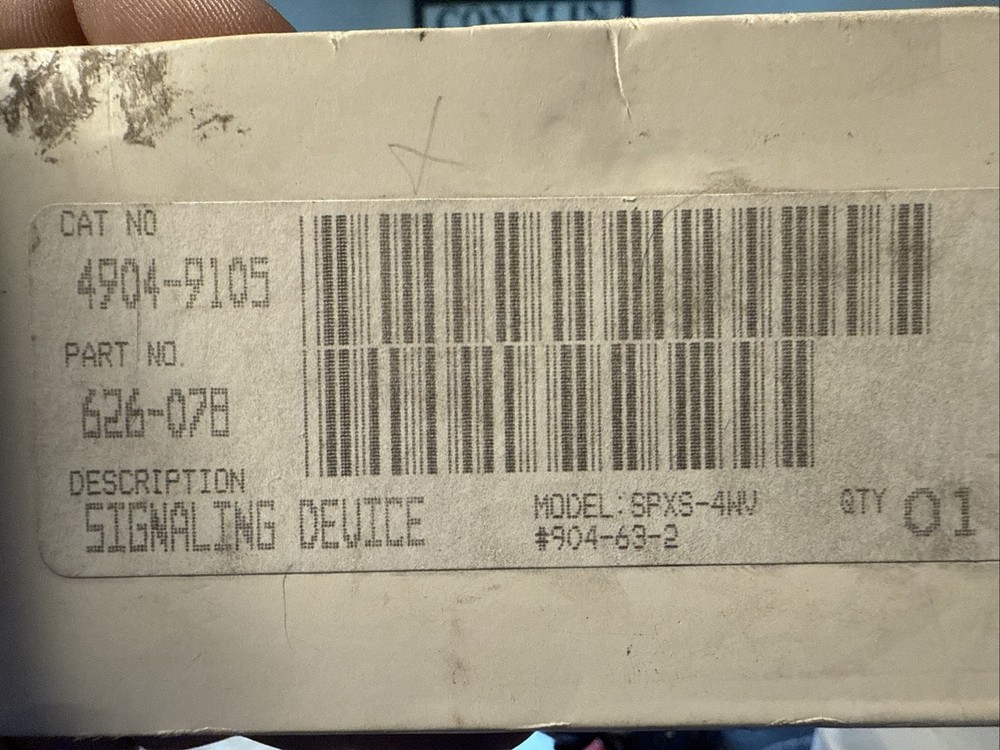 CONKLIN
CAT NO
4904-9105
PART NO.
626-078
DESCRIPTION
SIGNALING DEVICE
MODEL:SPXS-4WV
#904-63-2
QTY 01